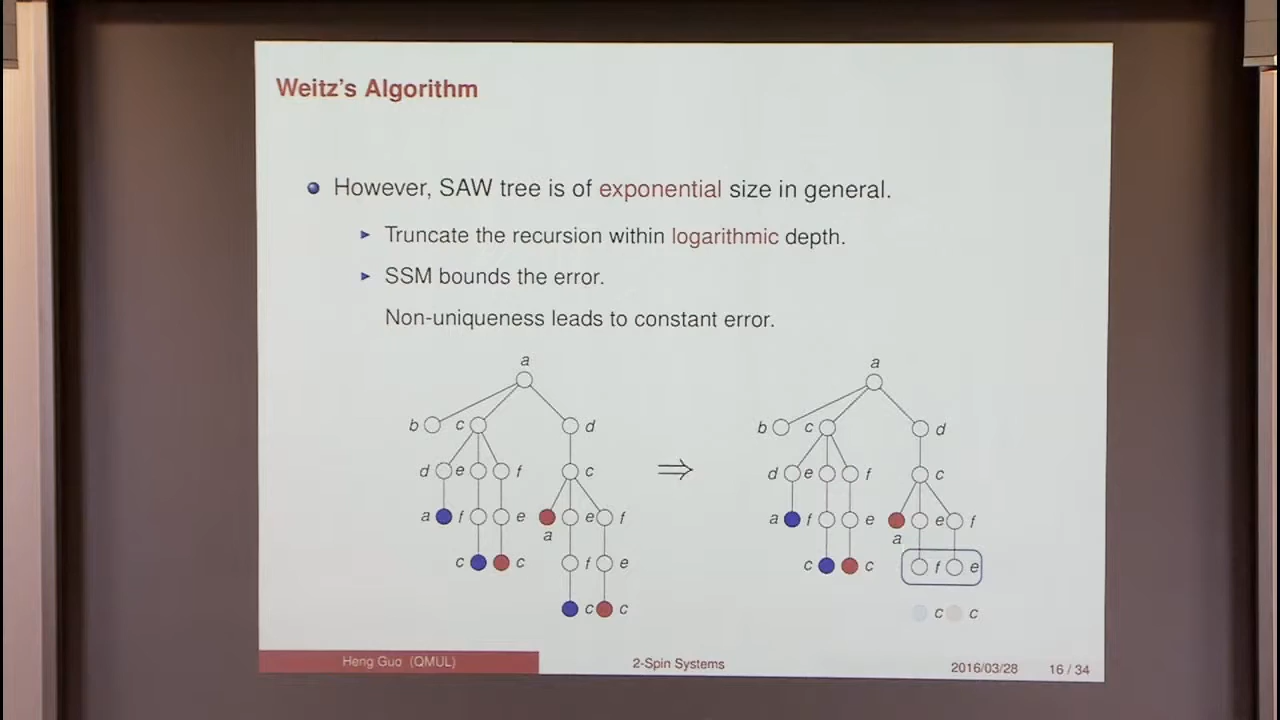 Weitz's Algorithm
However, SAW tree is of exponential size in general.
Truncate the recursion within logarithmic depth.
SSM bounds the error.
Non-uniqueness leads to constant error.
a a
b c d b c d
d e f c d e f c
a f e e f a f e e f
a a
c c f e c c f e
c c c c
Heng Guo (QMUL) 2-Spin Systems 2016/03/28 16 / 34